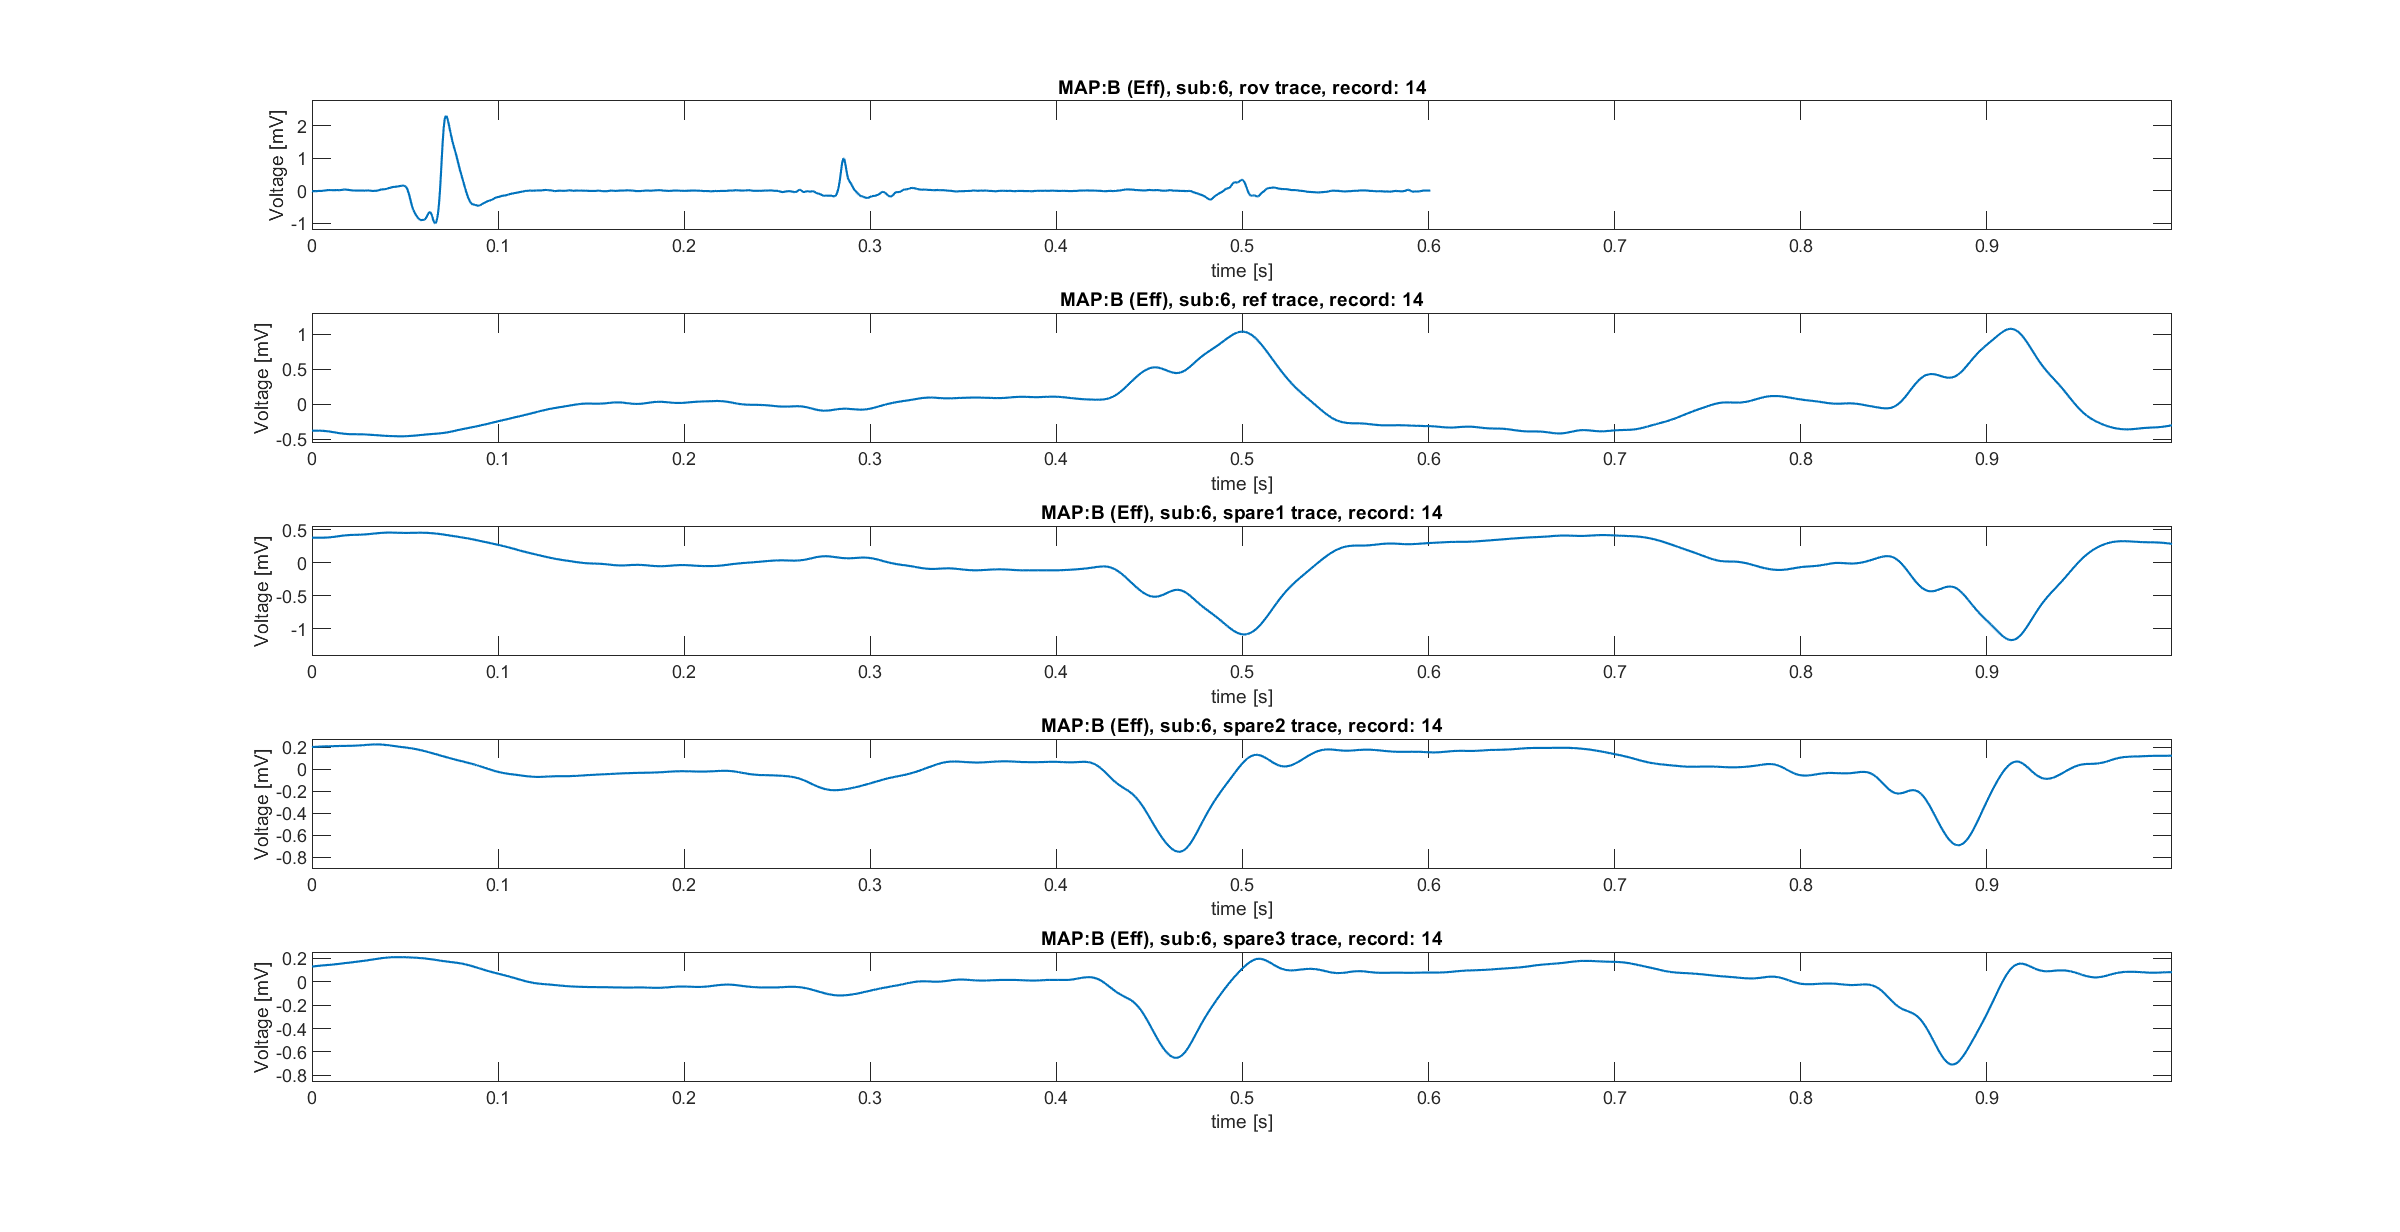 MAP:B (Eff), sub:6, rov trace, record: 14
Voltage [mV]
2
1
0
-1
0 0.1 0.2 0.3 0.4 0.5 0.6 0.7 0.8 0.9
time [s]
MAP:B (Eff), sub:6, ref trace, record: 14
Voltage [mV]
1
0.5
0
-0.5
0 0.1 0.2 0.3 0.4 0.5 0.6 0.7 0.8 0.9
time [s]
MAP:B (Eff), sub:6, spare1 trace, record: 14
Voltage [mV]
0.5
0
-0.5
-1
0 0.1 0.2 0.3 0.4 0.5 0.6 0.7 0.8 0.9
time [s]
MAP:B (Eff), sub:6, spare2 trace, record: 14
Voltage [mV]
0.2
0
-0.2
-0.4
-0.6
-0.8
0 0.1 0.2 0.3 0.4 0.5 0.6 0.7 0.8 0.9
time [s]
MAP:B (Eff), sub:6, spare3 trace, record: 14
Voltage [mV]
0.2
0
-0.2
-0.4
-0.6
-0.8
0 0.1 0.2 0.3 0.4 0.5 0.6 0.7 0.8 0.9
time [s]